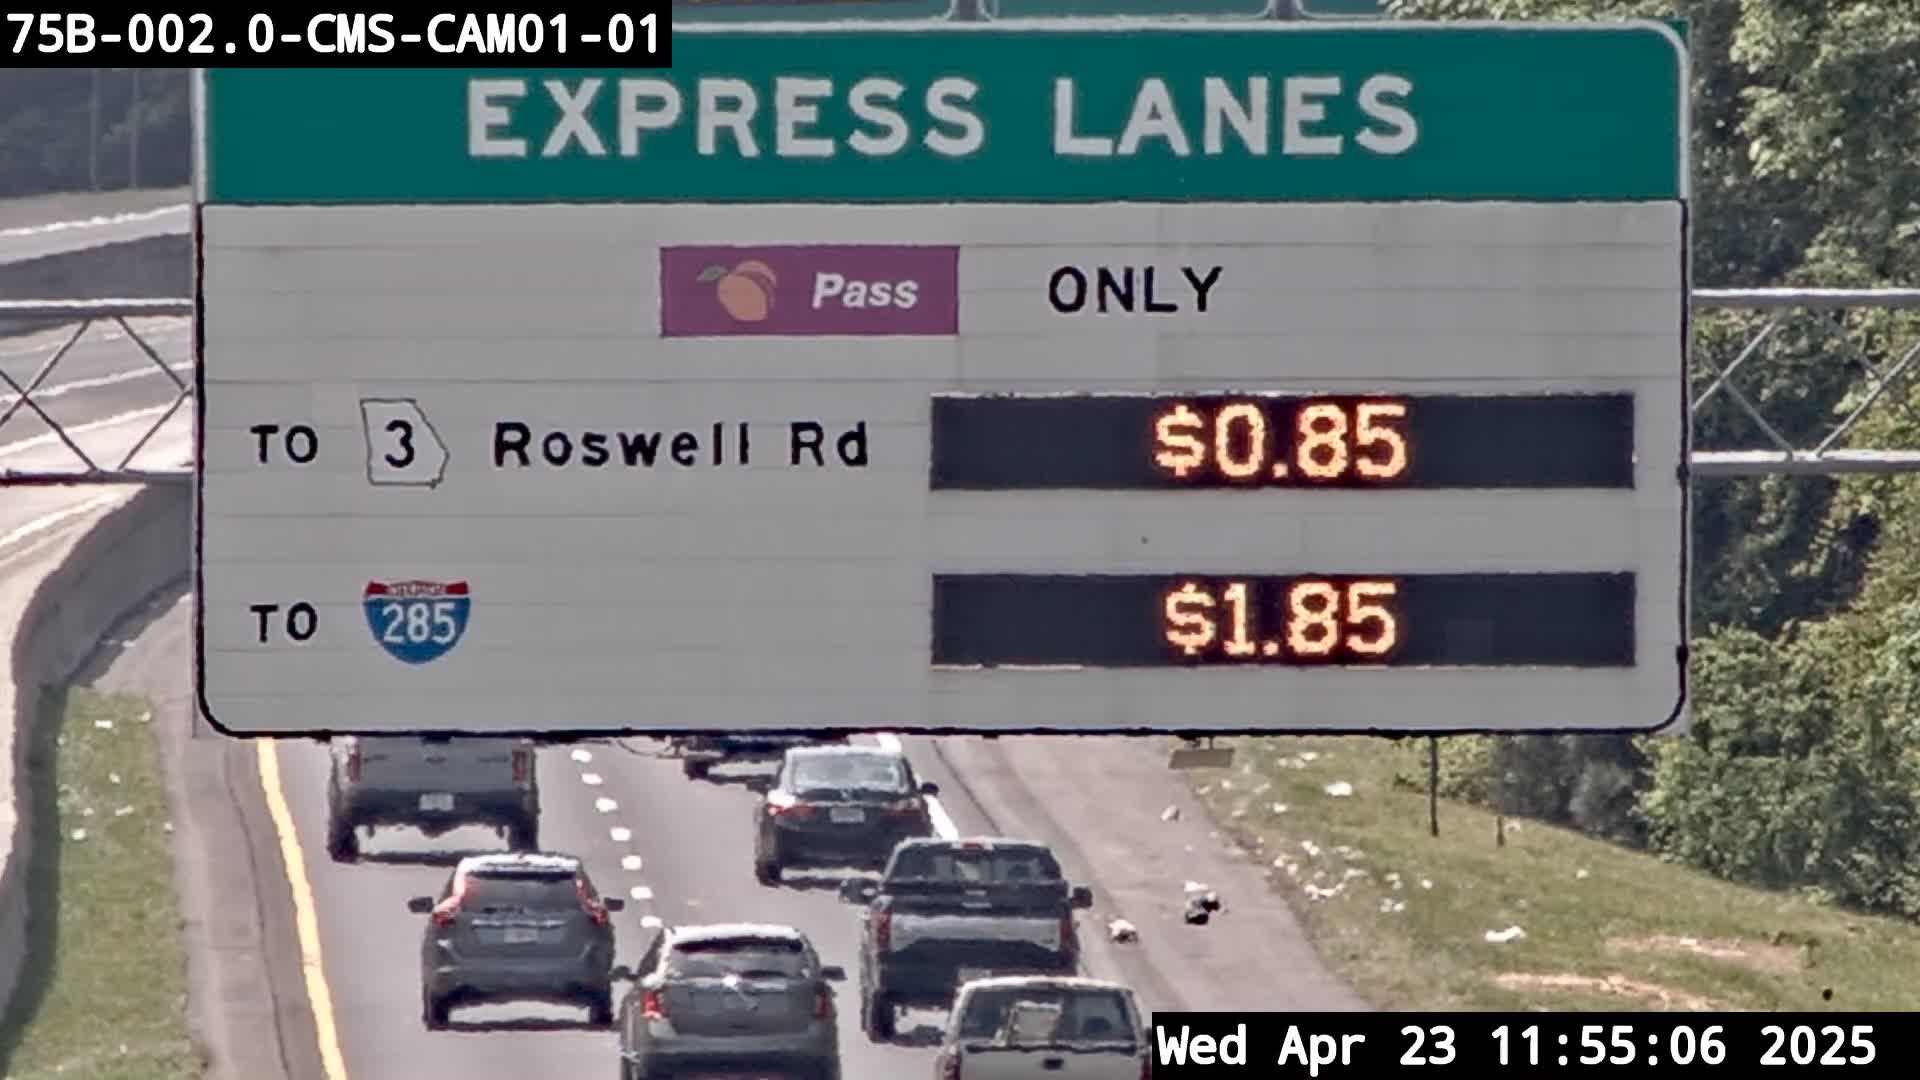 75B-002.0-CMS-CAM01-01
EXPRESS LANES
Pass ONLY
TO 3 Roswell Rd $0.85
INTERSTATE
TO 285 $1.85
Wed Apr 23 11:55:06 2025